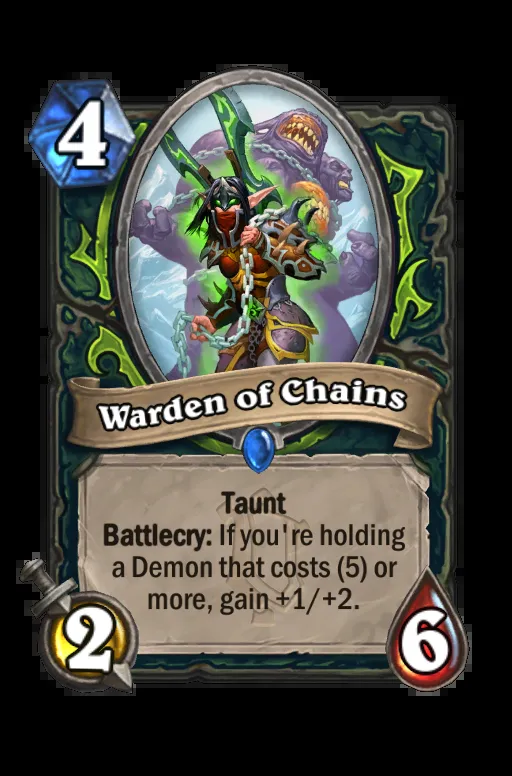 4
Warden of Chains
Taunt
Battlecry: If you're holding
a Demon that costs (5) or
more, gain +1/+2.
2
6